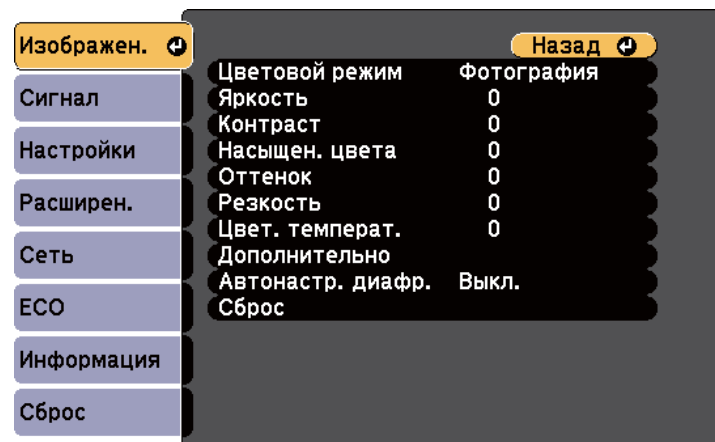 Изображен.
Сигнал
Настройки
Расширен.
Сеть
ECO
Информация
Сброс
Назад
Цветовой режим Фотография
Яркость 0
Контраст 0
Насыщен. цвета 0
Оттенок 0
Резкость 0
Цвет. температ. 0
Дополнительно
Автонастр. диафр. Выкл.
Сброс